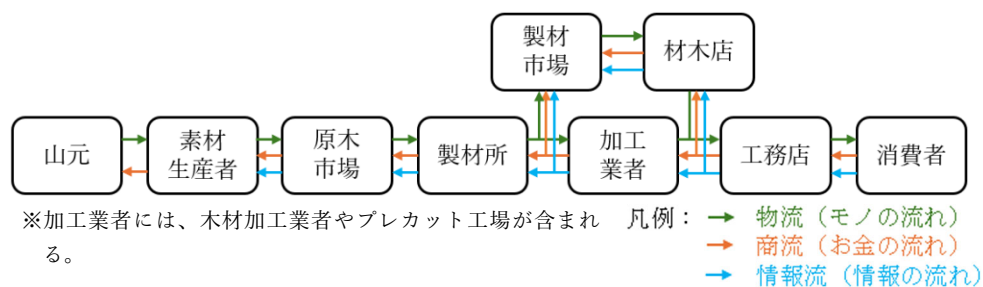 製材
市場
材木店
山元
素材
生産者
原木
市場
製材所
加工
業者
工務店
消費者
※加工業者には、木材加工業者やプレカット工場が含まれ
る。
凡例：
物流（モノの流れ）
商流（お金の流れ）
情報流（情報の流れ）